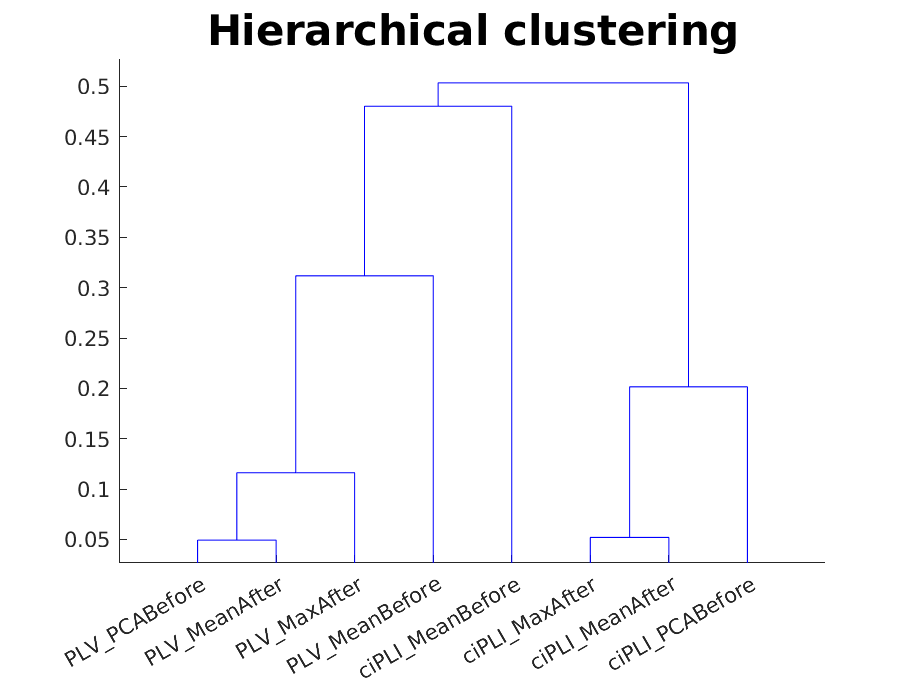 Hierarchical clustering
0.5
0.45
0.4
0.35
0.3
0.25
0.2
0.15
0.1
0.05
PLV_PCABefore
PLV_MeanAfter
PLV_MaxAfter
PLV_MeanBefore
ciPLI_MeanBefore
ciPLI_MaxAfter
ciPLI_MeanAfter
ciPLI_PCABefore